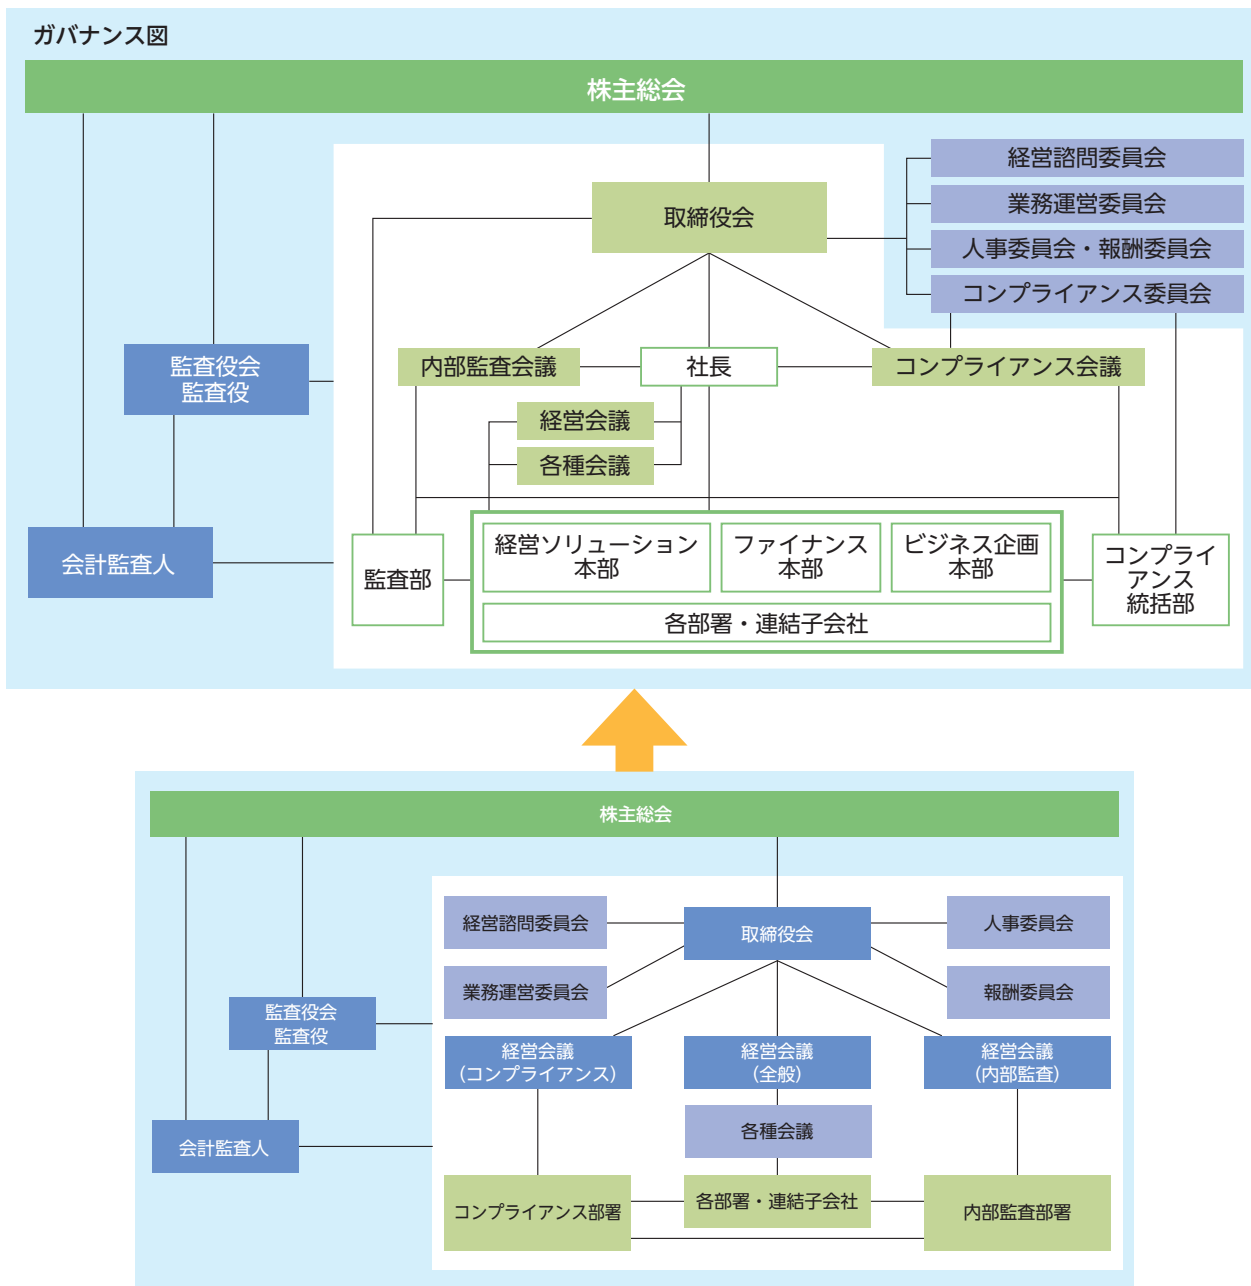 ガバナンス図
株主総会
経営諮問委員会
業務運営委員会
人事委員会・報酬委員会
コンプライアンス委員会
取締役会
監査役会
監査役
内部監査会議
社長
コンプライアンス会議
経営会議
各種会議
会計監査人
監査部
経営ソリューション
本部
ファイナンス
本部
ビジネス企画
本部
各部署・連結子会社
コンプライ
アンス
統括部
株主総会
経営諮問委員会
取締役会
人事委員会
業務運営委員会
報酬委員会
監査役会
監査役
経営会議
（コンプライアンス）
経営会議
（全般）
経営会議
（内部監査）
各種会議
会計監査人
コンプライアンス部署
各部署・連結子会社
内部監査部署